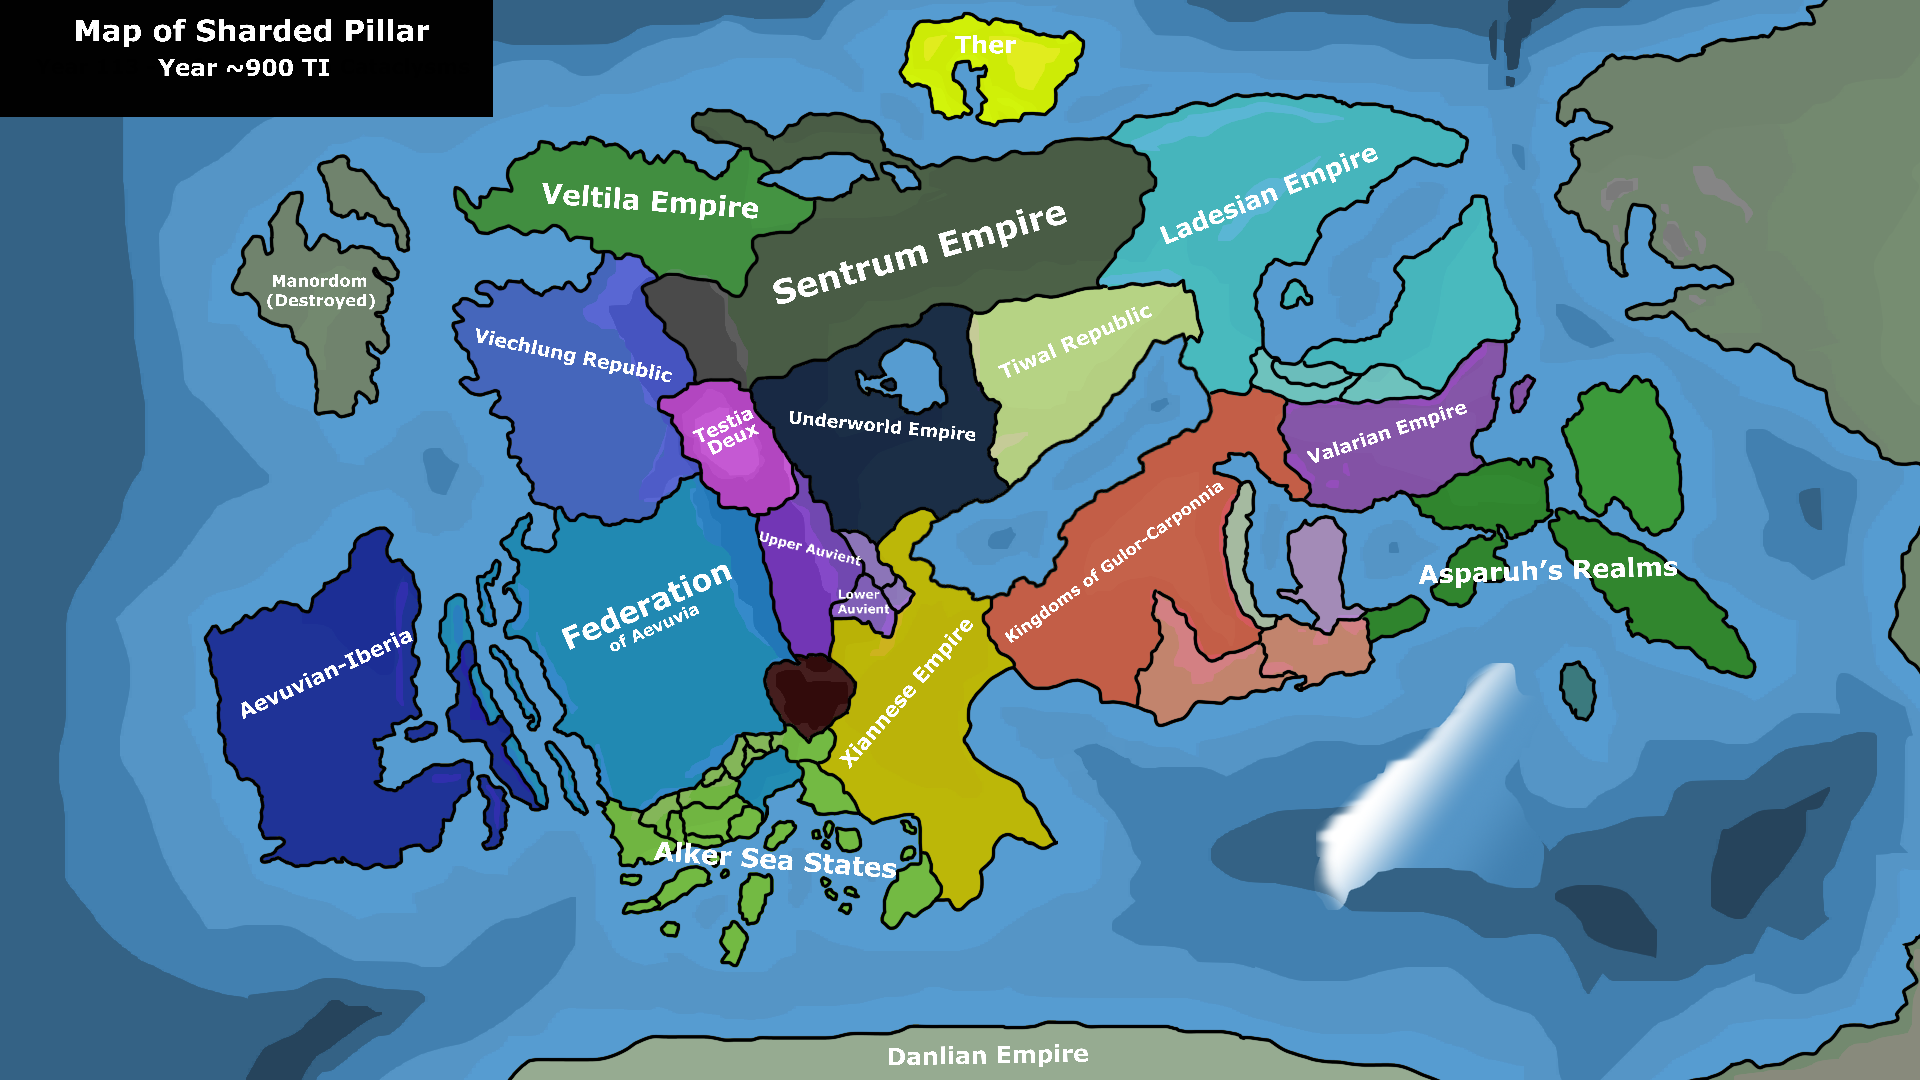 Map of Sharded Pillar
Year ~900 TI
Ther
Veltila Empire
Ladesian Empire
Sentrum Empire
Manordom
(Destroyed)
Viechlung Republic
Tiwal Republic
Testia
Deux
Underworld Empire
Valarian Empire
Kingdoms of Gulor-Carponnia
Upper Auvient
Lower
Auvient
Federation
of Aevuvia
Asparuh's Realms
Aevuvian-Iberia
Xiannese Empire
Alker Sea States
Danlian Empire